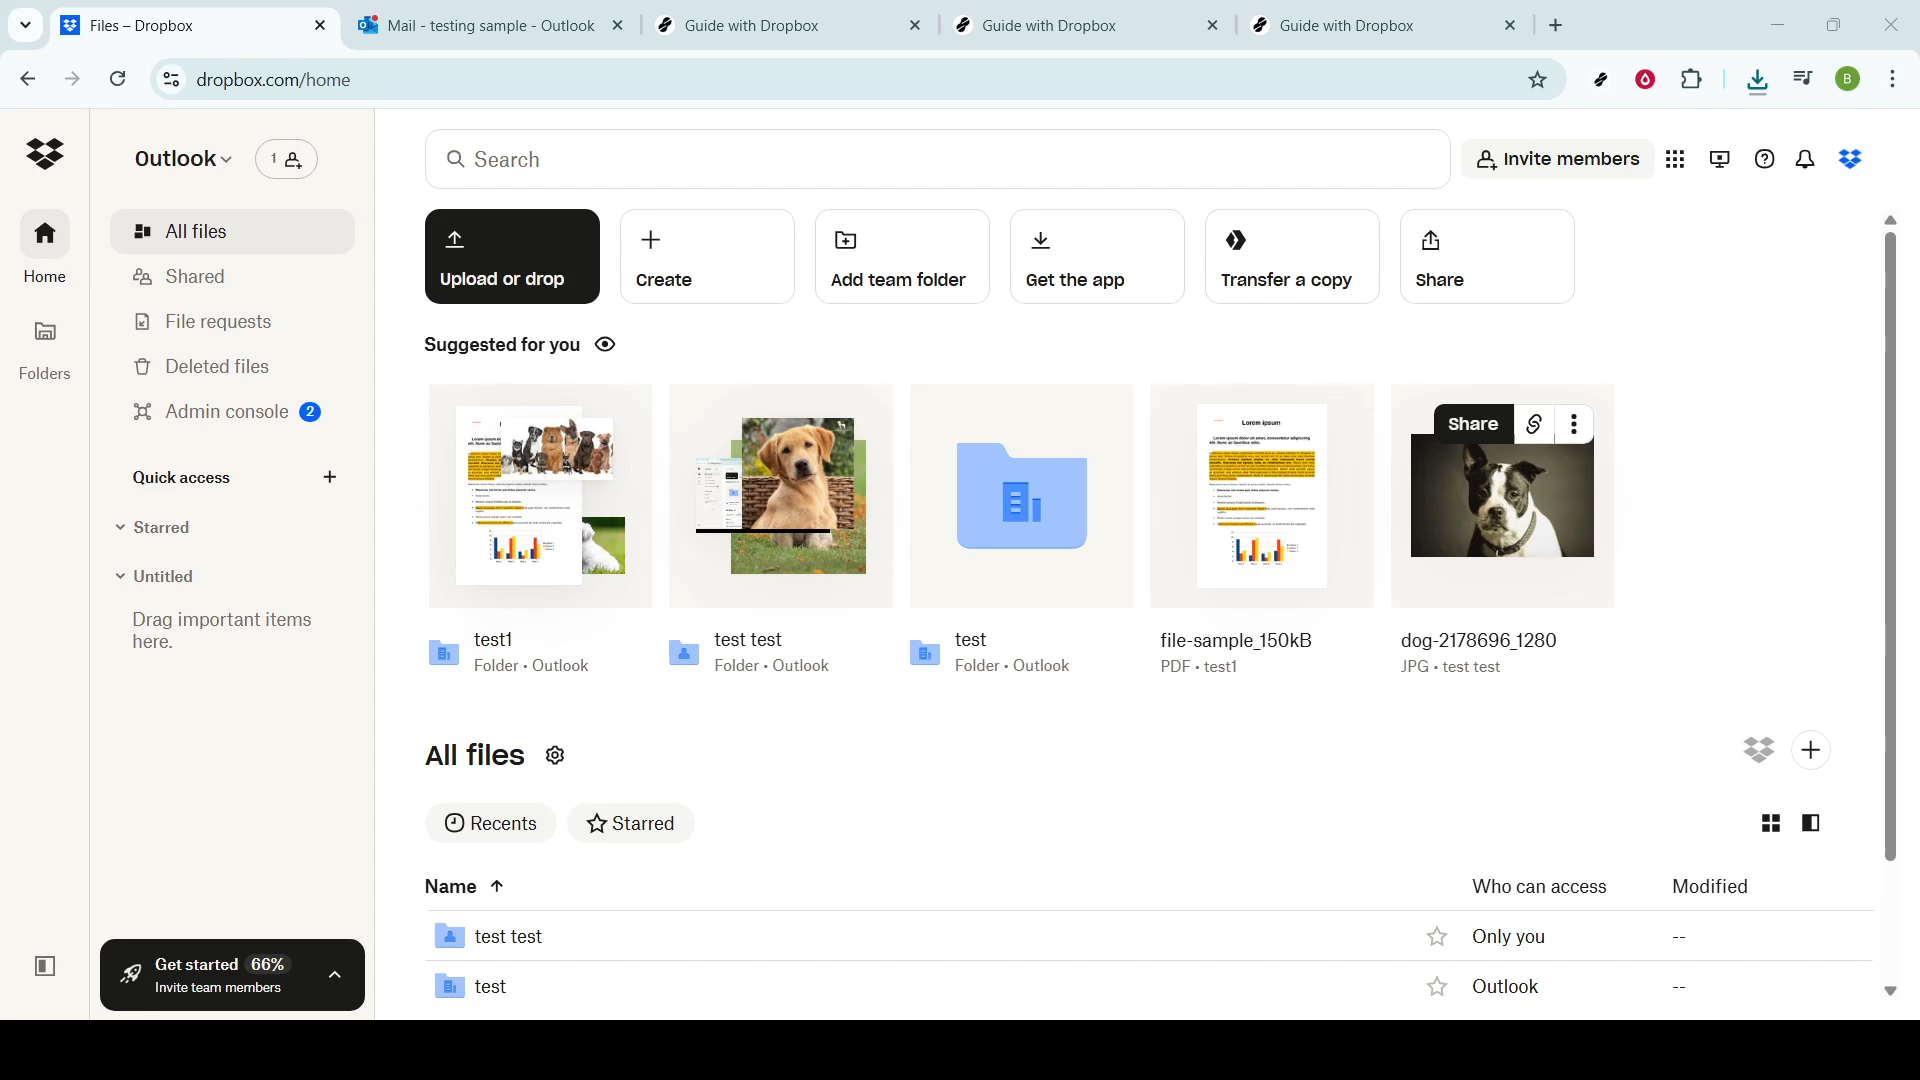 Files – Dropbox
Mail - testing sample - Outlook
Guide with Dropbox
Guide with Dropbox
Guide with Dropbox
dropbox.com/home
B
Outlook
1
Search
Invite members
Home
Folders
All files
Shared
File requests
Deleted files
Admin console 2
Quick access
Starred
Untitled
Drag important items
here.
Get started 66%
Invite team members
Upload or drop
Create
Add team folder
Get the app
Transfer a copy
Share
Suggested for you
Lorem ipsum
Share
test1
Folder • Outlook
test test
Folder • Outlook
test
Folder • Outlook
file-sample_150kB
PDF • test1
dog-2178696_1280
JPG • test test
All files
Recents
Starred
Name
Who can access
Modified
test test
Only you
--
test
Outlook
--